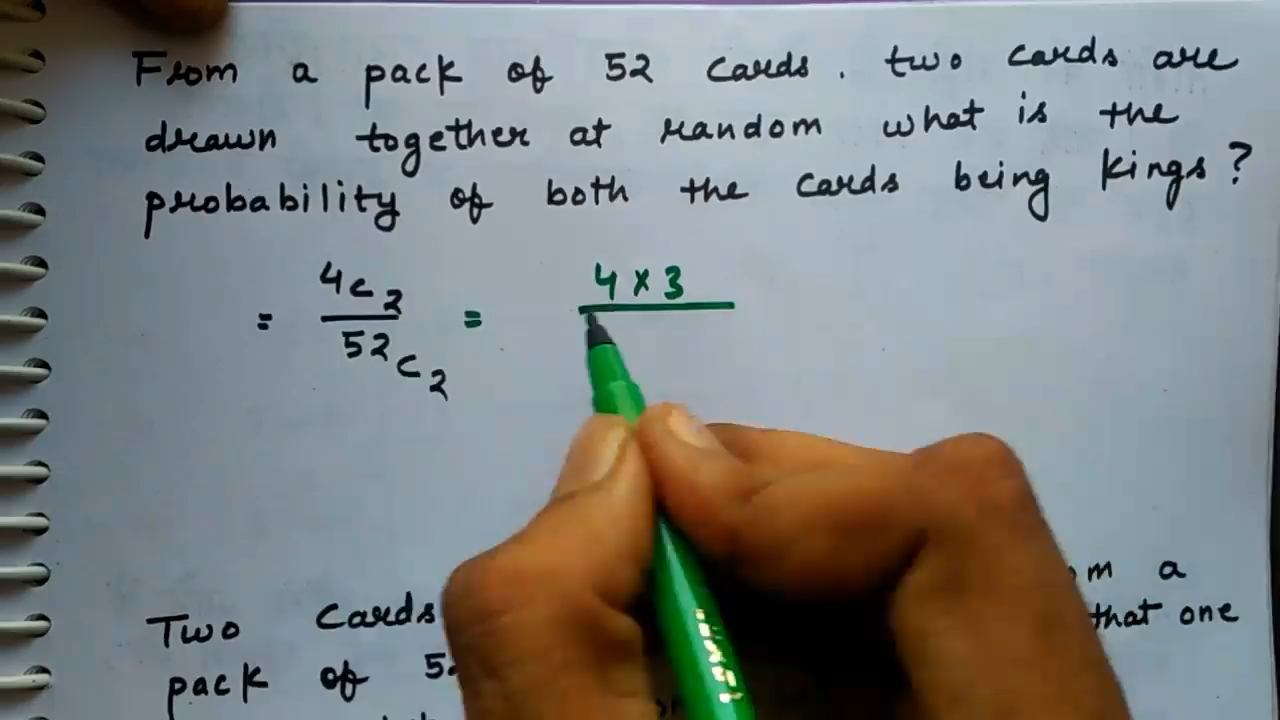 From a pack of 52 cards. two cards are
drawn together at random what is the
probability of both the cards being kings?
= 4c2 / 52c2 = 4 x 3
Two Cards m a
pack of 5 that one